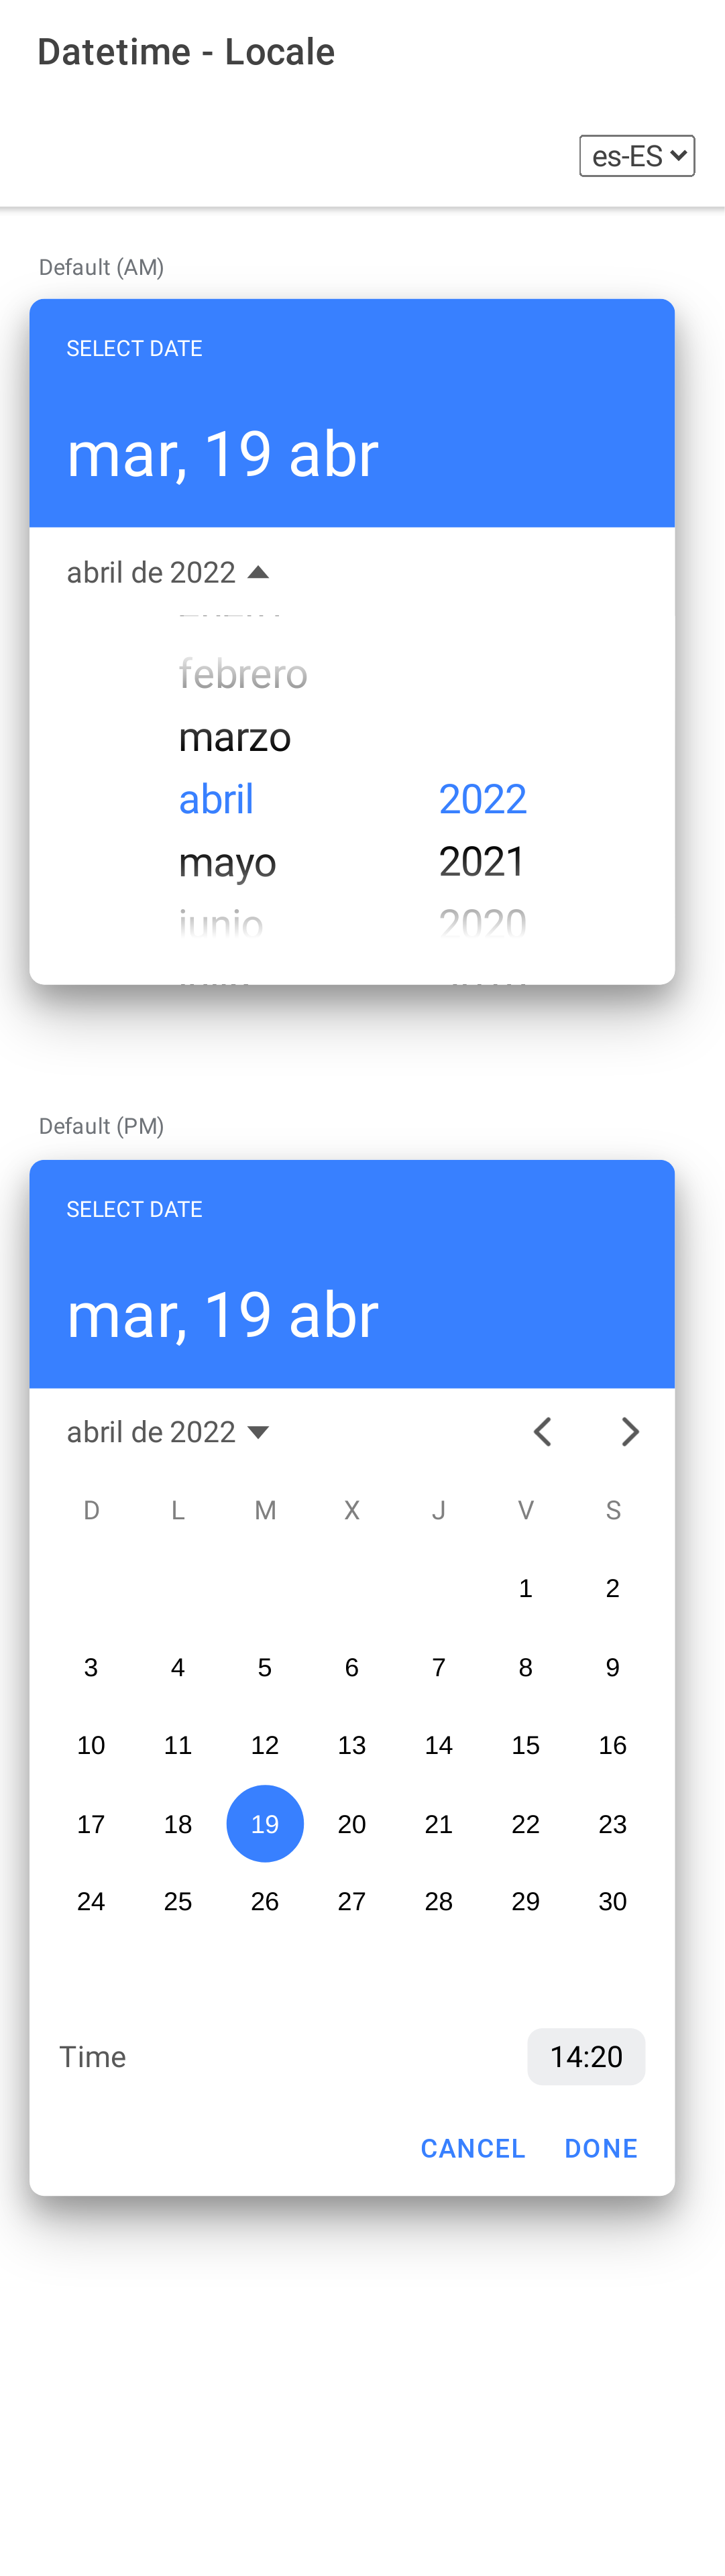 Datetime - Locale
es-ES
Default (AM)
SELECT DATE
mar, 19 abr
abril de 2022
febrero
marzo
abril 2022
mayo 2021
junio 2020
Default (PM)
SELECT DATE
mar, 19 abr
abril de 2022
D L M X J V S
1 2
3 4 5 6 7 8 9
10 11 12 13 14 15 16
17 18 19 20 21 22 23
24 25 26 27 28 29 30
Time 14:20
CANCEL DONE